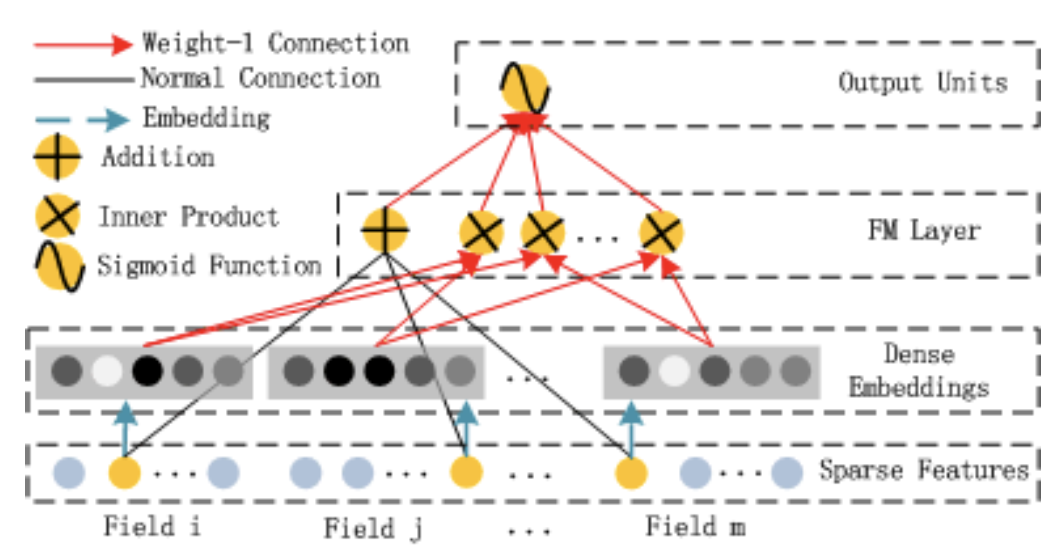 Weight-1 Connection
Normal Connection
Embedding
Addition
Inner Product
Sigmoid Function
Output Units
...
FM Layer
...
Dense
Embeddings
... ... ... ... Sparse Features
Field i Field j ... Field m